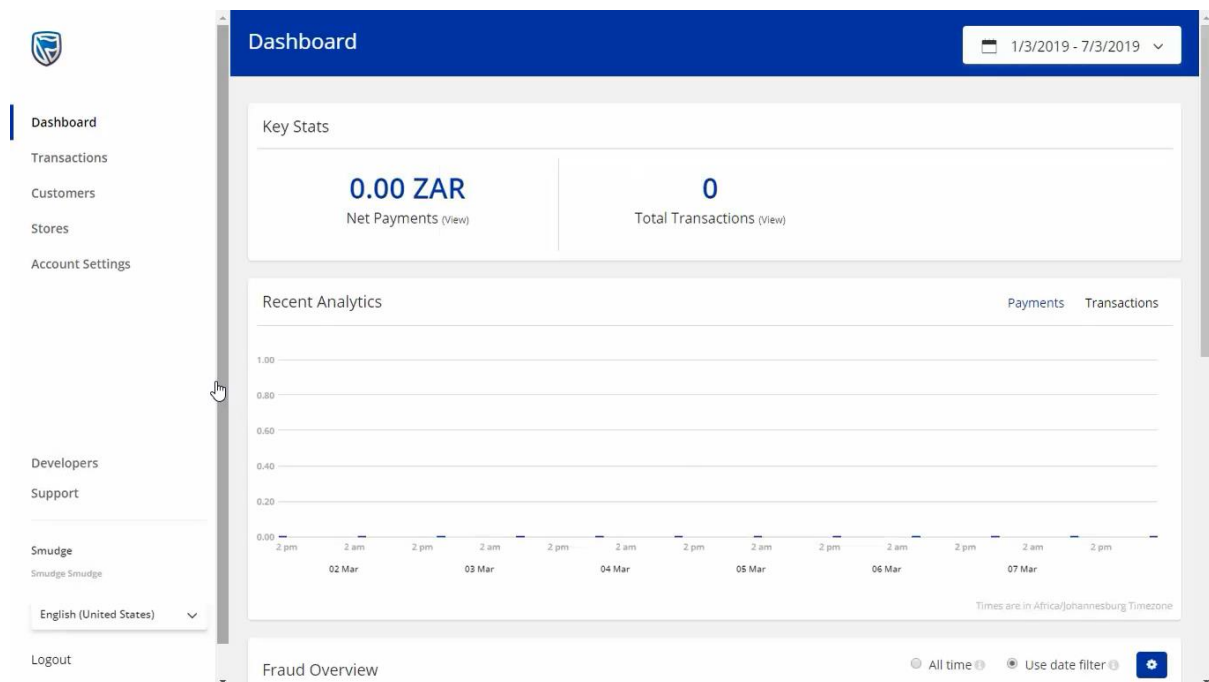 Dashboard
1/3/2019 - 7/3/2019
Dashboard
Transactions
Customers
Stores
Account Settings
Developers
Support
Smudge
Smudge Smudge
English (United States)
Logout
Key Stats
0.00 ZAR
Net Payments (View)
0
Total Transactions (View)
Recent Analytics
Payments Transactions
1.00
0.80
0.60
0.40
0.20
0.00
2 pm 2 am 2 pm 2 am 2 pm 2 am 2 pm 2 am 2 pm 2 am 2 pm 2 am 2 pm
02 Mar 03 Mar 04 Mar 05 Mar 06 Mar 07 Mar
Times are in Africa/Johannesburg Timezone
Fraud Overview
All time Use date filter